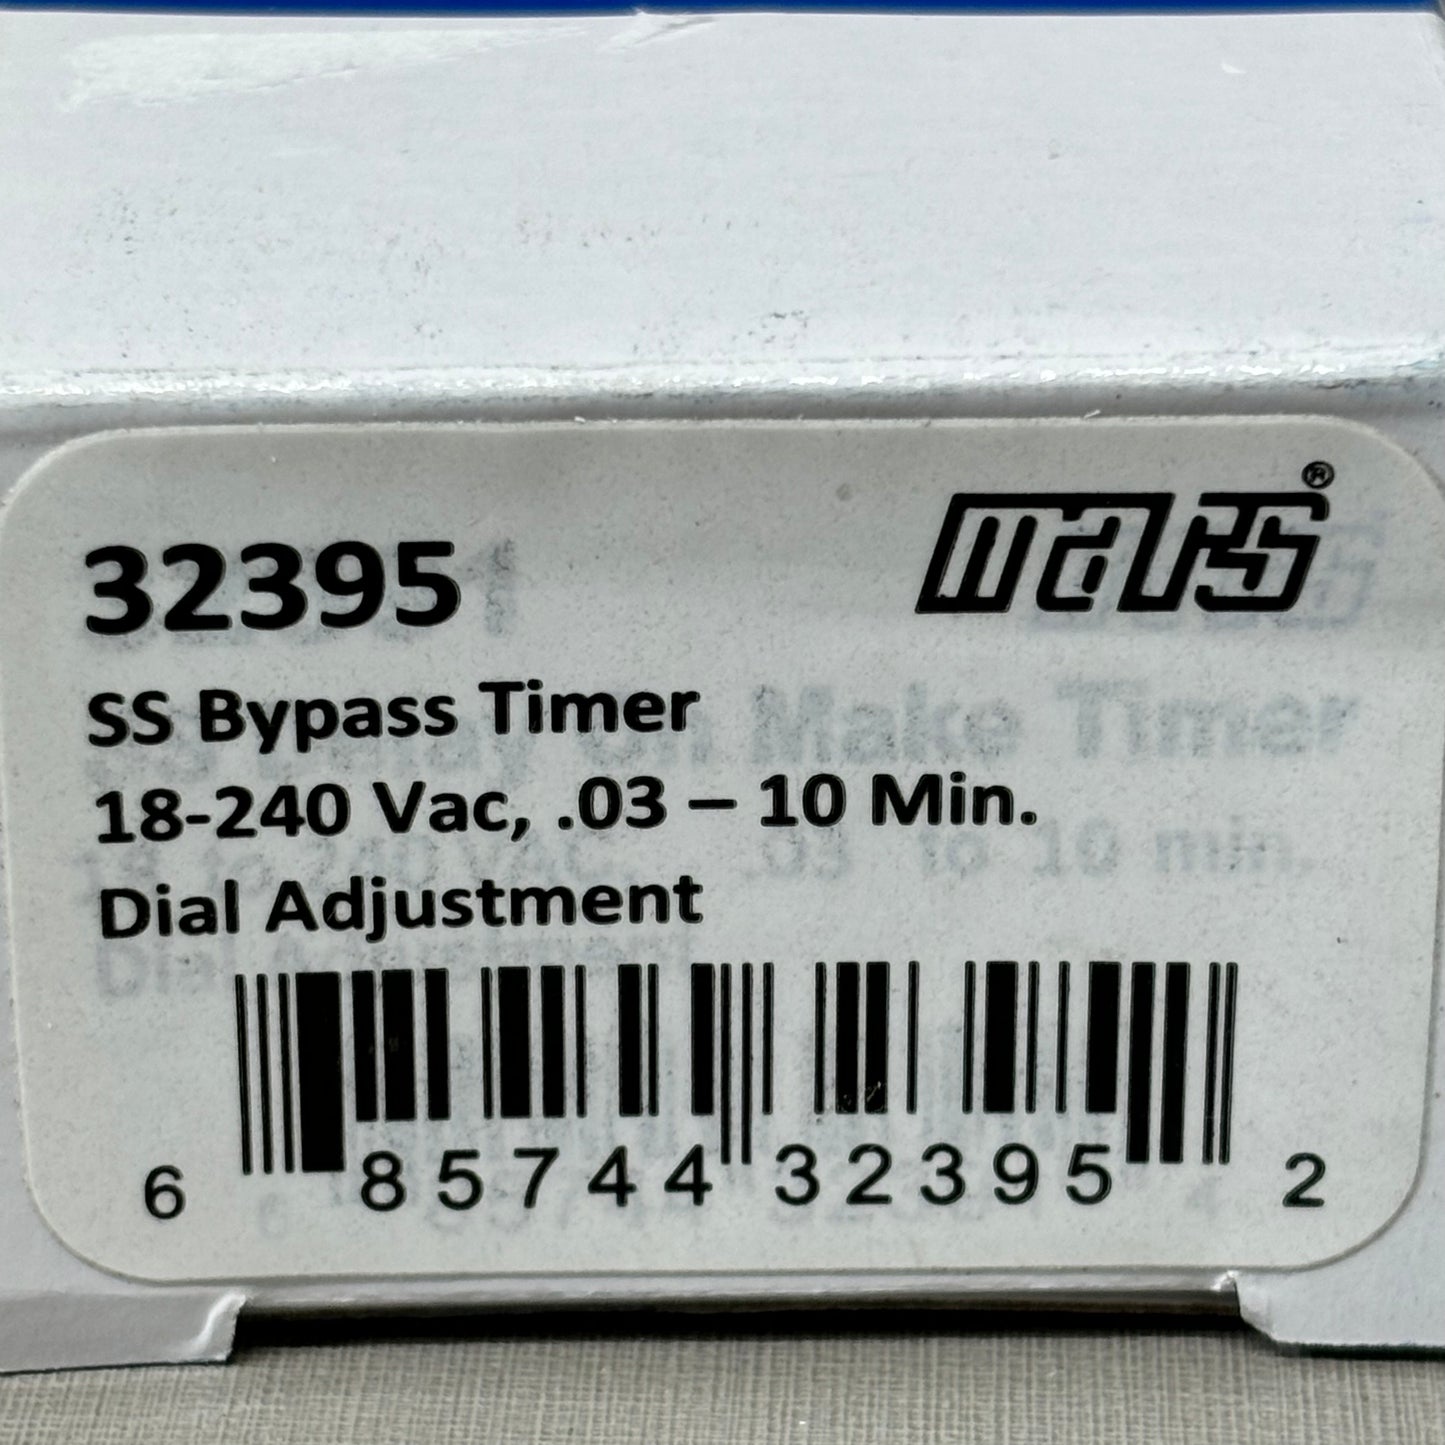 mars®
32395
SS Bypass Timer
18-240 Vac, .03 – 10 Min.
Dial Adjustment
6 85744 32395 2